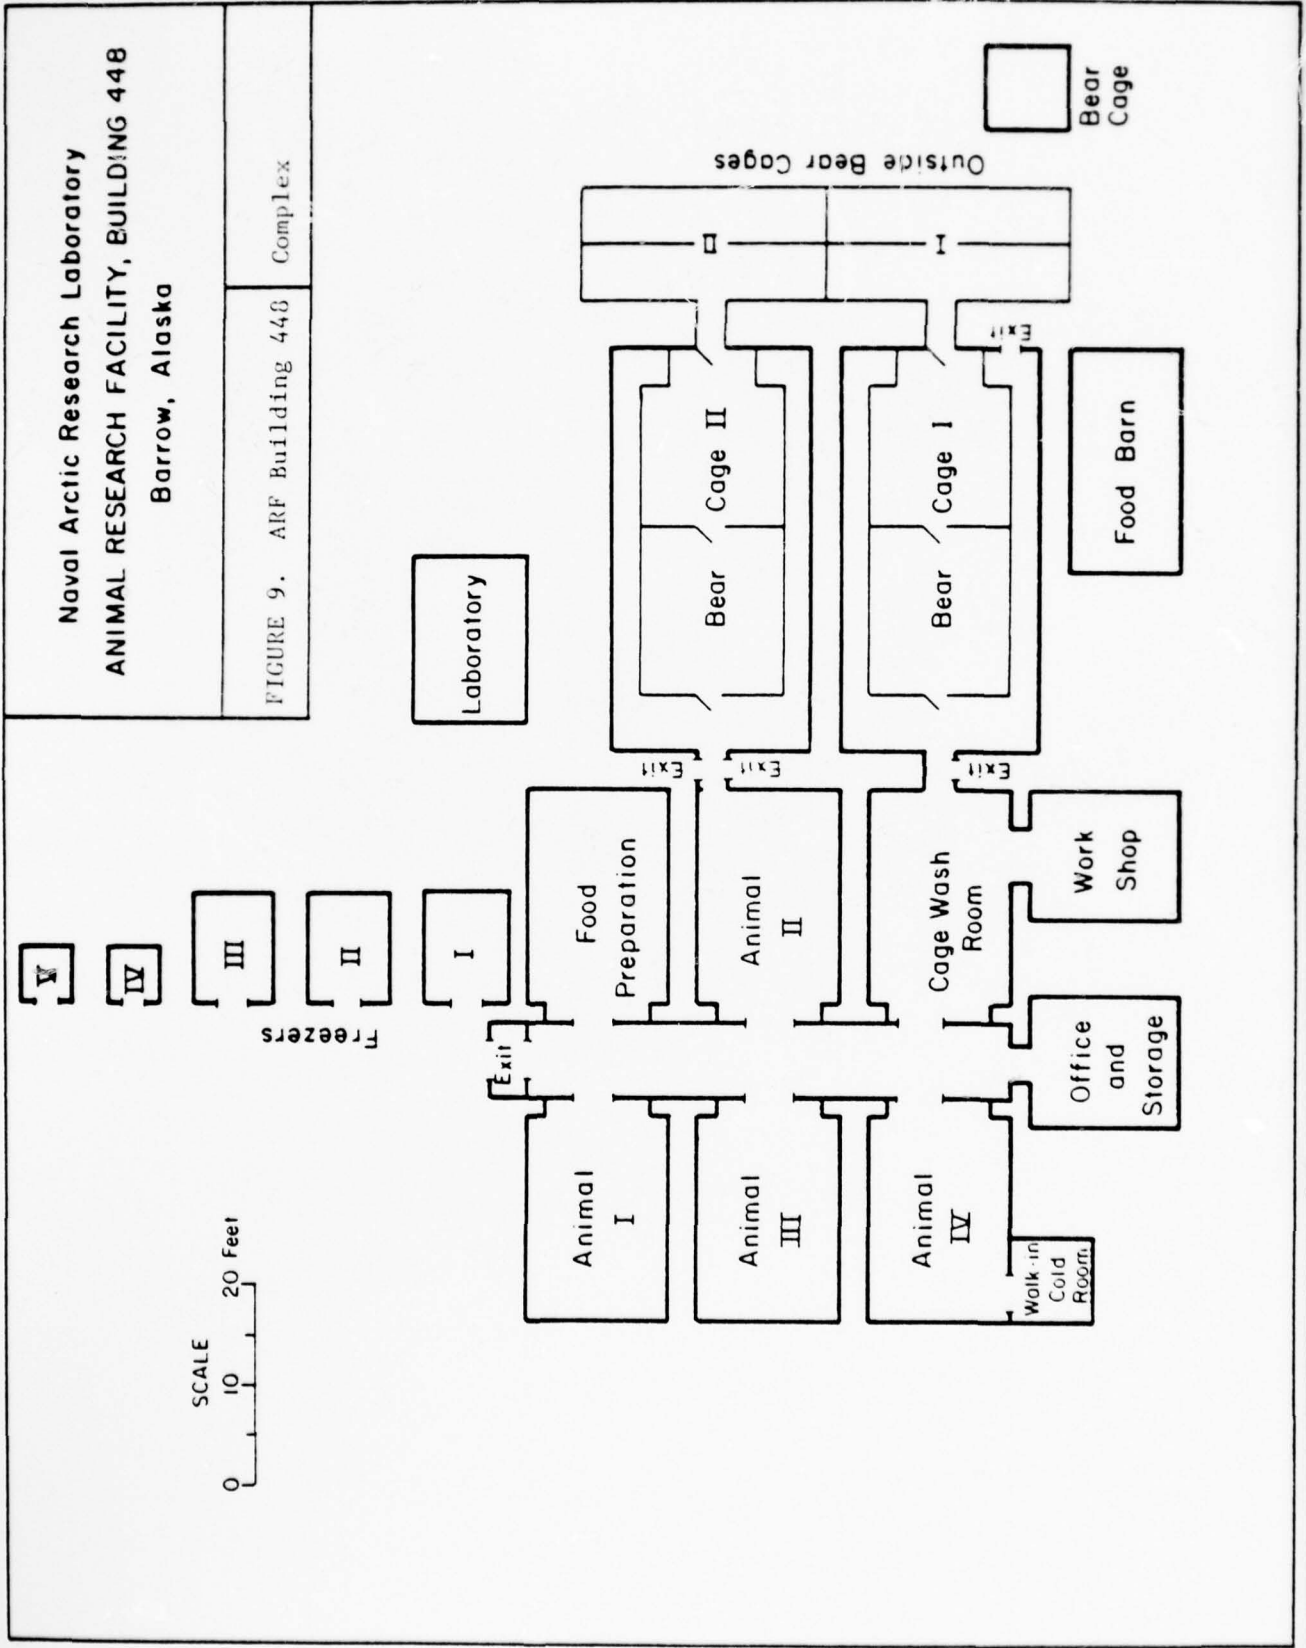 Naval Arctic Research Laboratory
ANIMAL RESEARCH FACILITY, BUILDING 448
Barrow, Alaska
FIGURE 9. ARF Building 448 Complex
SCALE
0 10 20 Feet
Freezers
V
IV
III
II
I
Exit
Laboratory
Animal
I
Food
Preparation
Exit
Exit
Bear Cage II
Animal
III
Animal
II
Outside Bear Cages
II
I
Animal
IV
Cage Wash
Room
Exit
Bear Cage I
Exit
Walk-in
Cold
Room
Office
and
Storage
Work
Shop
Food Barn
Bear
Cage